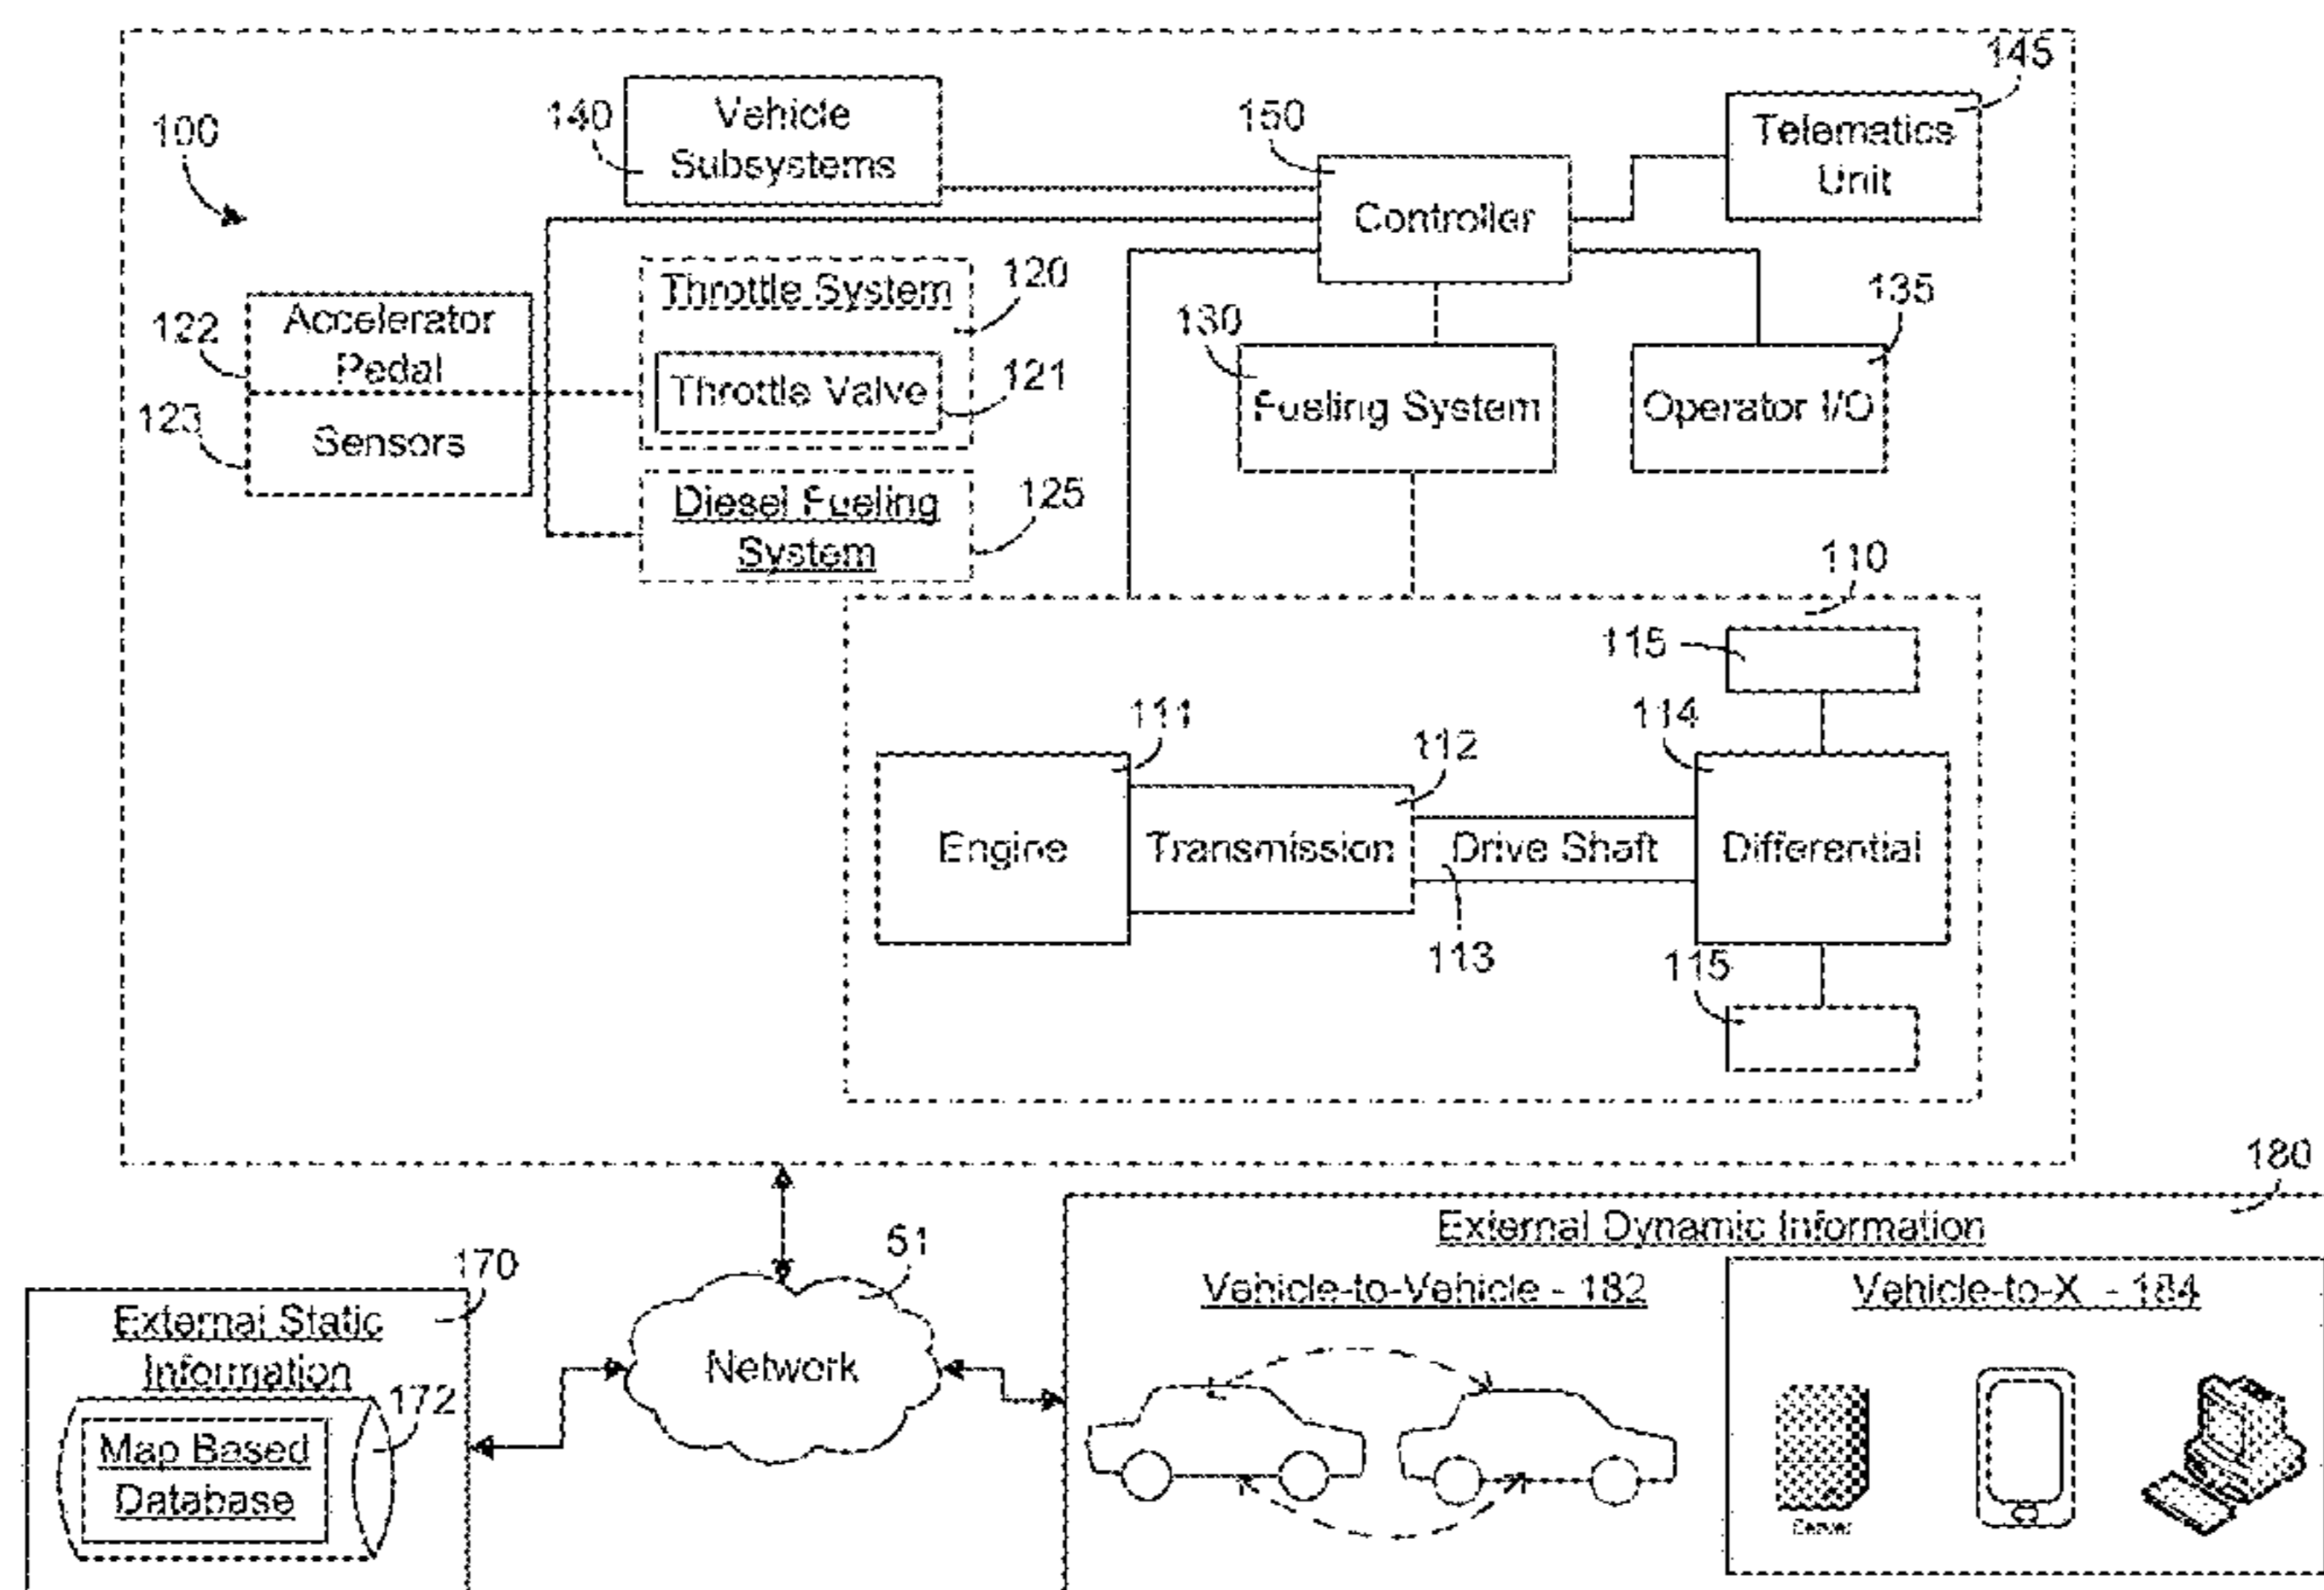 145
140
Vehicle
Subsystems
150
Telematics
Unit
100
Controller
Throttle System
120
135
122
Accelerator
Pedal
130
Throttle Valve
121
Fueling System
Operator I/O
123
Sensors
Diesel Fueling
System
125
110
115
111
114
112
Engine
Transmission
Drive Shaft
Differential
113
115
180
51
External Dynamic Information
170
Vehicle-to-Vehicle - 182
Vehicle-to-X - 184
External Static
Information
Network
172
Map Based
Database
Server